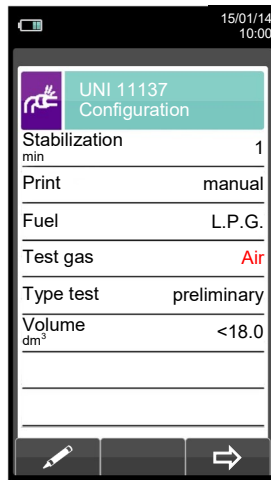 15/01/14
10:00
UNI 11137
Configuration
Stabilization 1
min
Print manual
Fuel L.P.G.
Test gas Air
Type test preliminary
Volume <18.0
dm³